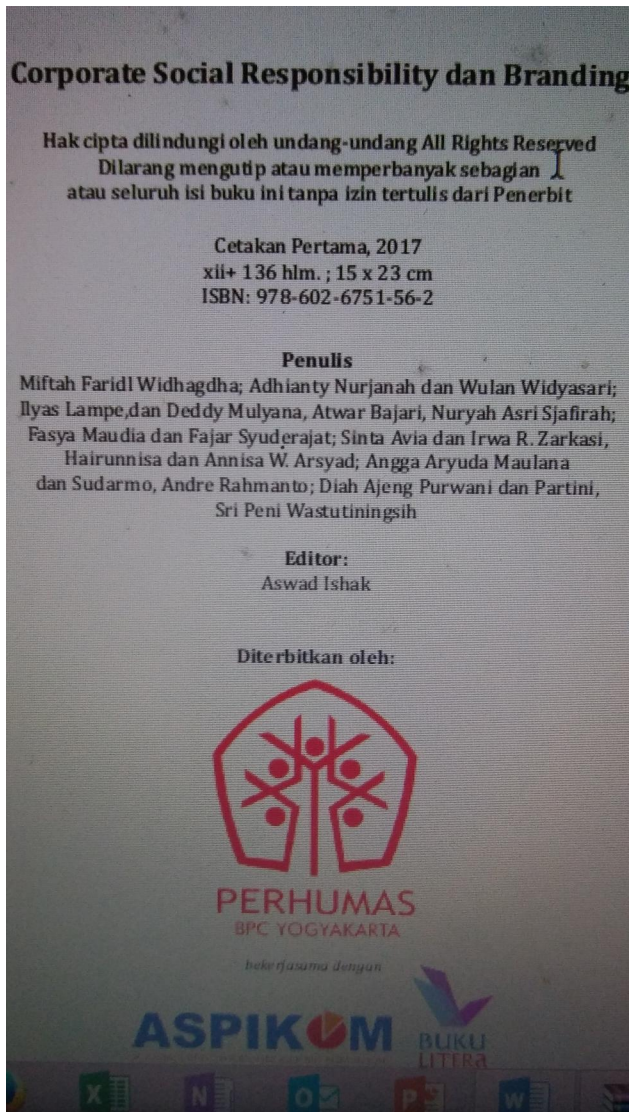 Corporate Social Responsibility dan Branding
Hak cipta dilindungi oleh undang-undang All Rights Reserved
Dilarang mengutip atau memperbanyak sebagian
atau seluruh isi buku ini tanpa izin tertulis dari Penerbit
Cetakan Pertama, 2017
xii+ 136 hlm. ; 15 x 23 cm
ISBN: 978-602-6751-56-2
Penulis
Miftah Faridl Widhagdha; Adhianty Nurjanah dan Wulan Widyasari;
Ilyas Lampe,dan Deddy Mulyana, Atwar Bajari, Nuryah Asri Sjafirah;
Fasya Maudia dan Fajar Syuderajat; Sinta Avia dan Irwa R. Zarkasi,
Hairunnisa dan Annisa W. Arsyad; Angga Aryuda Maulana
dan Sudarmo, Andre Rahmanto; Diah Ajeng Purwani dan Partini,
Sri Peni Wastutiningsih
Editor:
Aswad Ishak
Diterbitkan oleh:
PERHUMAS
BPC YOGYAKARTA
bekerjasama dengan
ASPIKOM
BUKU
LITERA